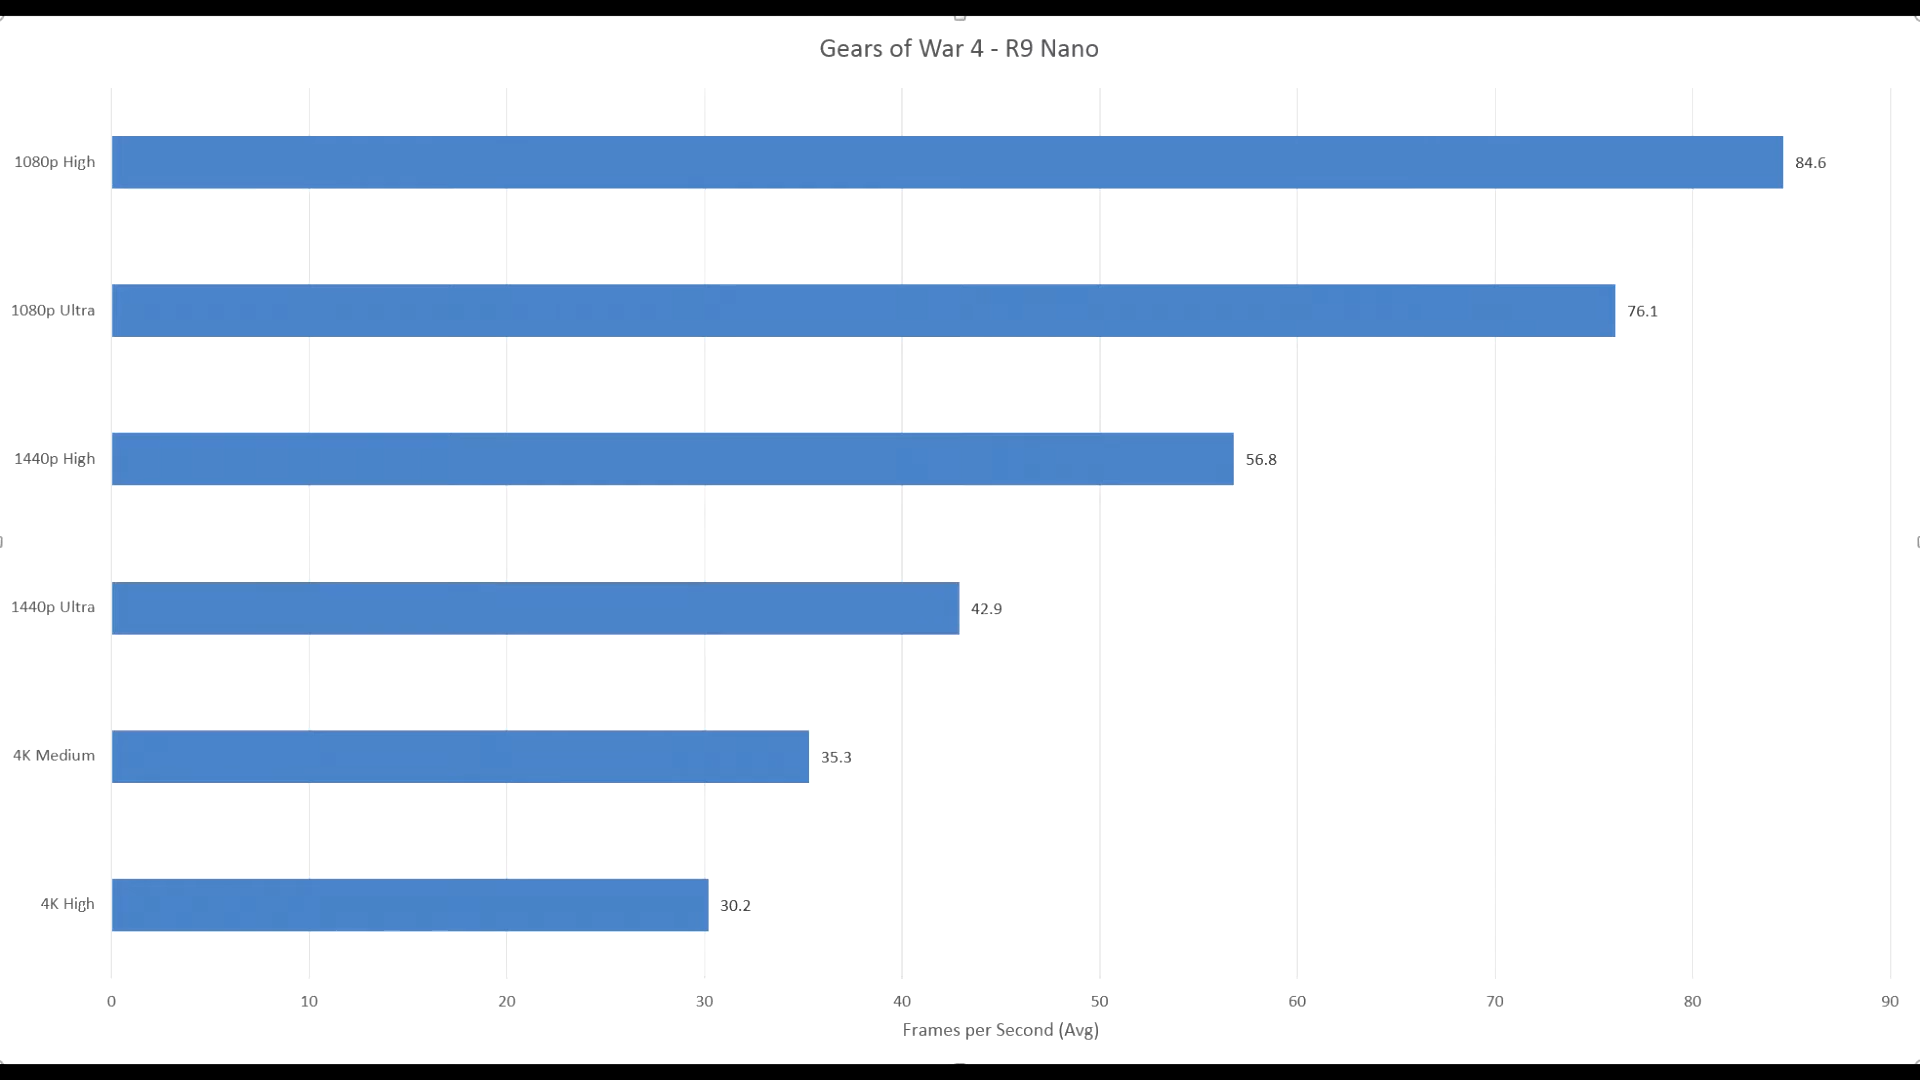 Gears of War 4 - R9 Nano
1080p High
84.6
1080p Ultra
76.1
1440p High
56.8
1440p Ultra
42.9
4K Medium
35.3
4K High
30.2
0 10 20 30 40 50 60 70 80 90
Frames per Second (Avg)